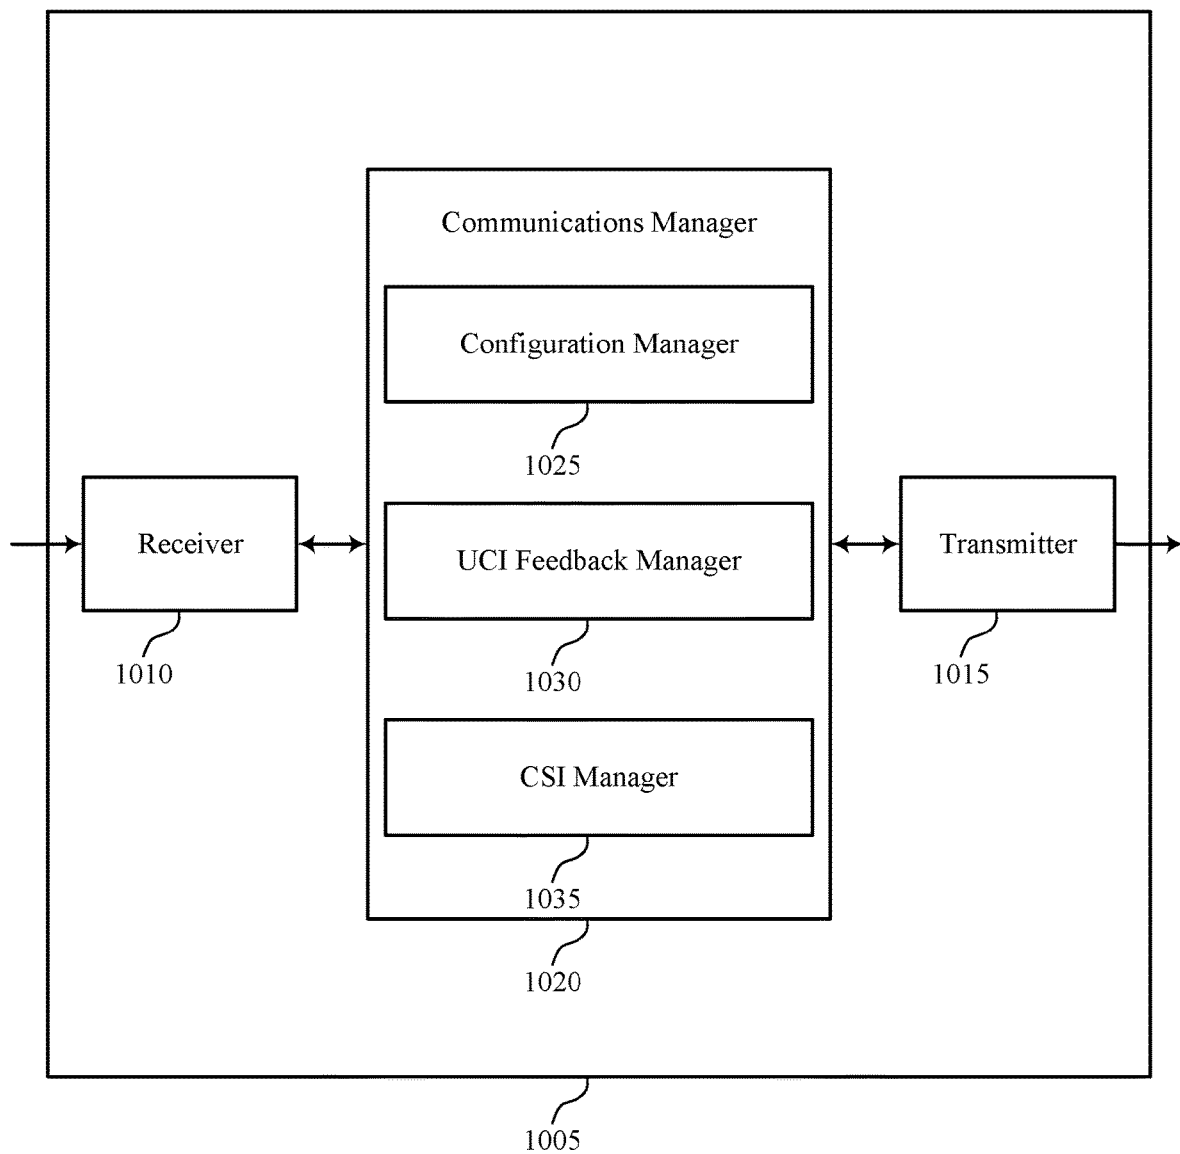 Communications Manager
Configuration Manager
1025
Receiver
UCI Feedback Manager
Transmitter
1010
1030
1015
CSI Manager
1035
1020
1005